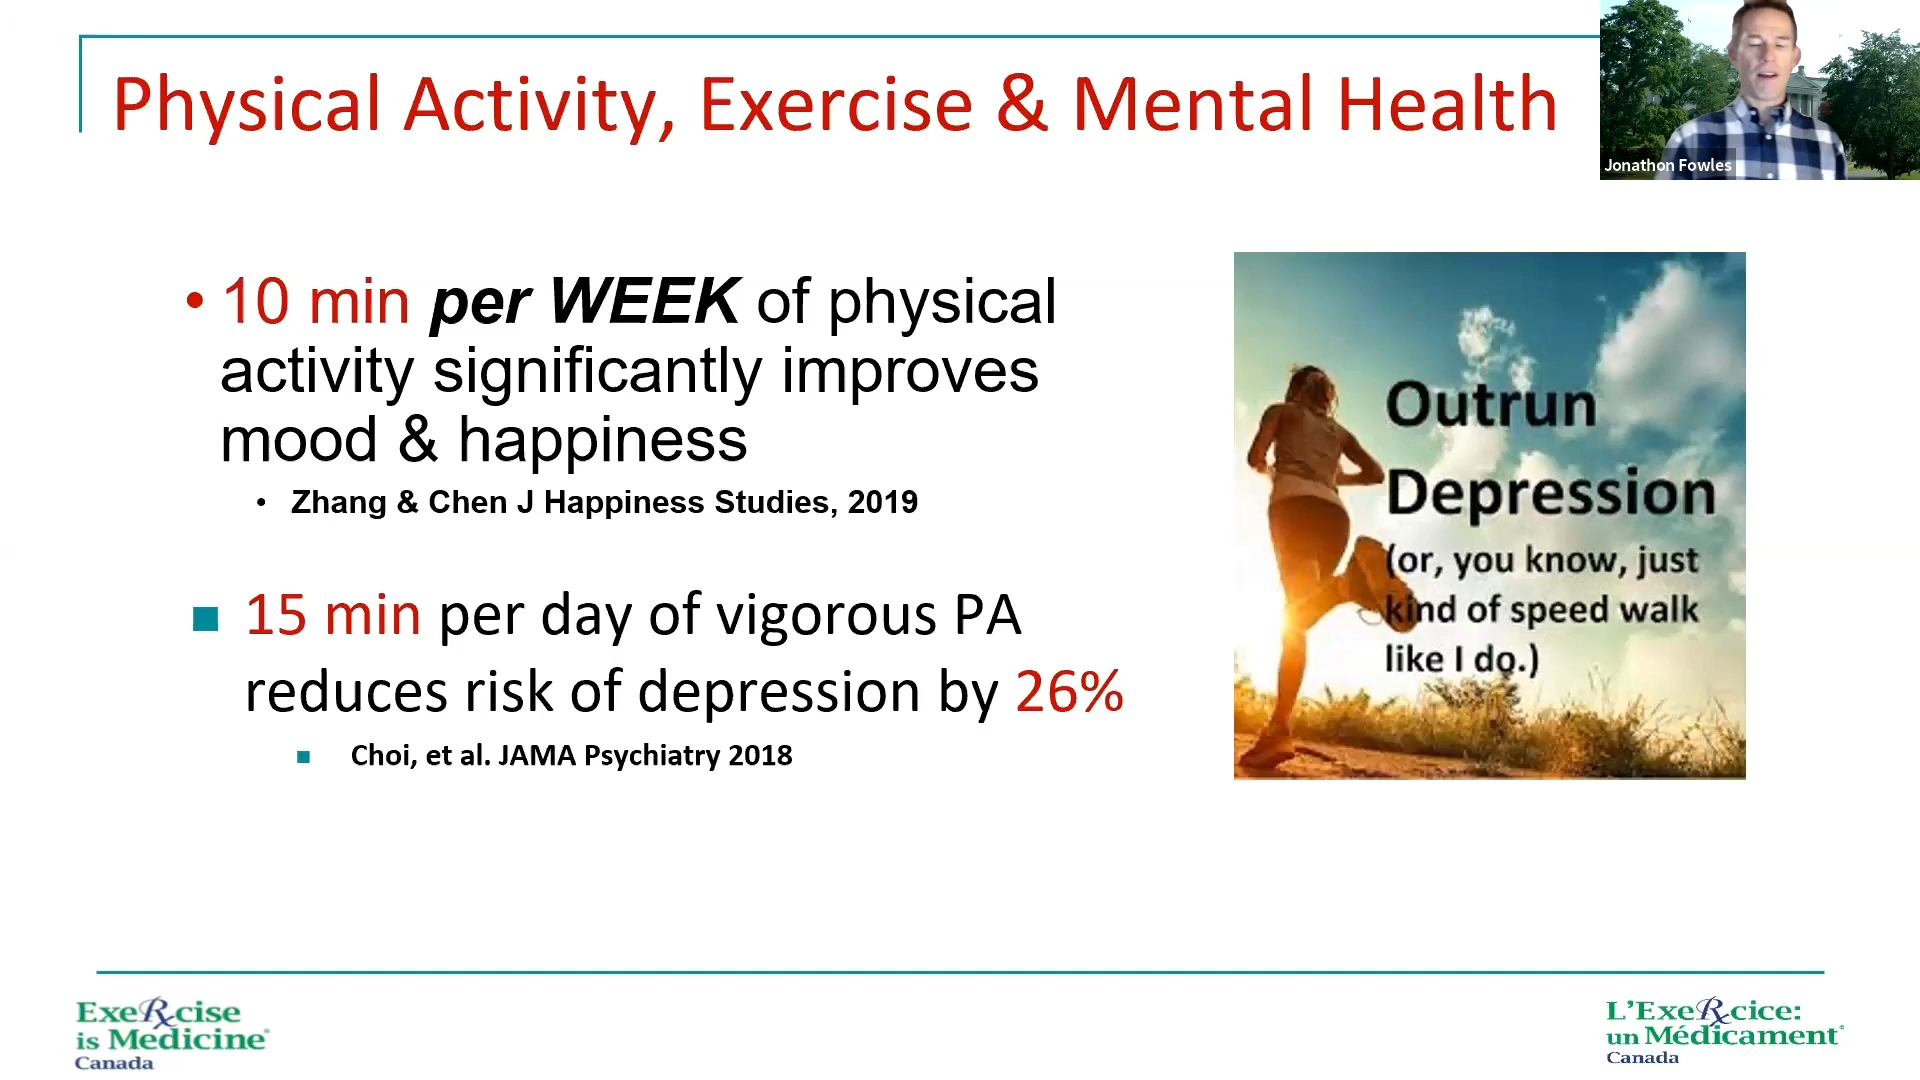 Physical Activity, Exercise & Mental Health
Jonathon Fowles
• 10 min per WEEK of physical
activity significantly improves
mood & happiness
• Zhang & Chen J Happiness Studies, 2019
■ 15 min per day of vigorous PA
reduces risk of depression by 26%
■ Choi, et al. JAMA Psychiatry 2018
Outrun
Depression
(or, you know, just
kind of speed walk
like I do.)
ExeRxcise
is Medicine®
Canada
L'ExeRxcice:
un Médicament®
Canada